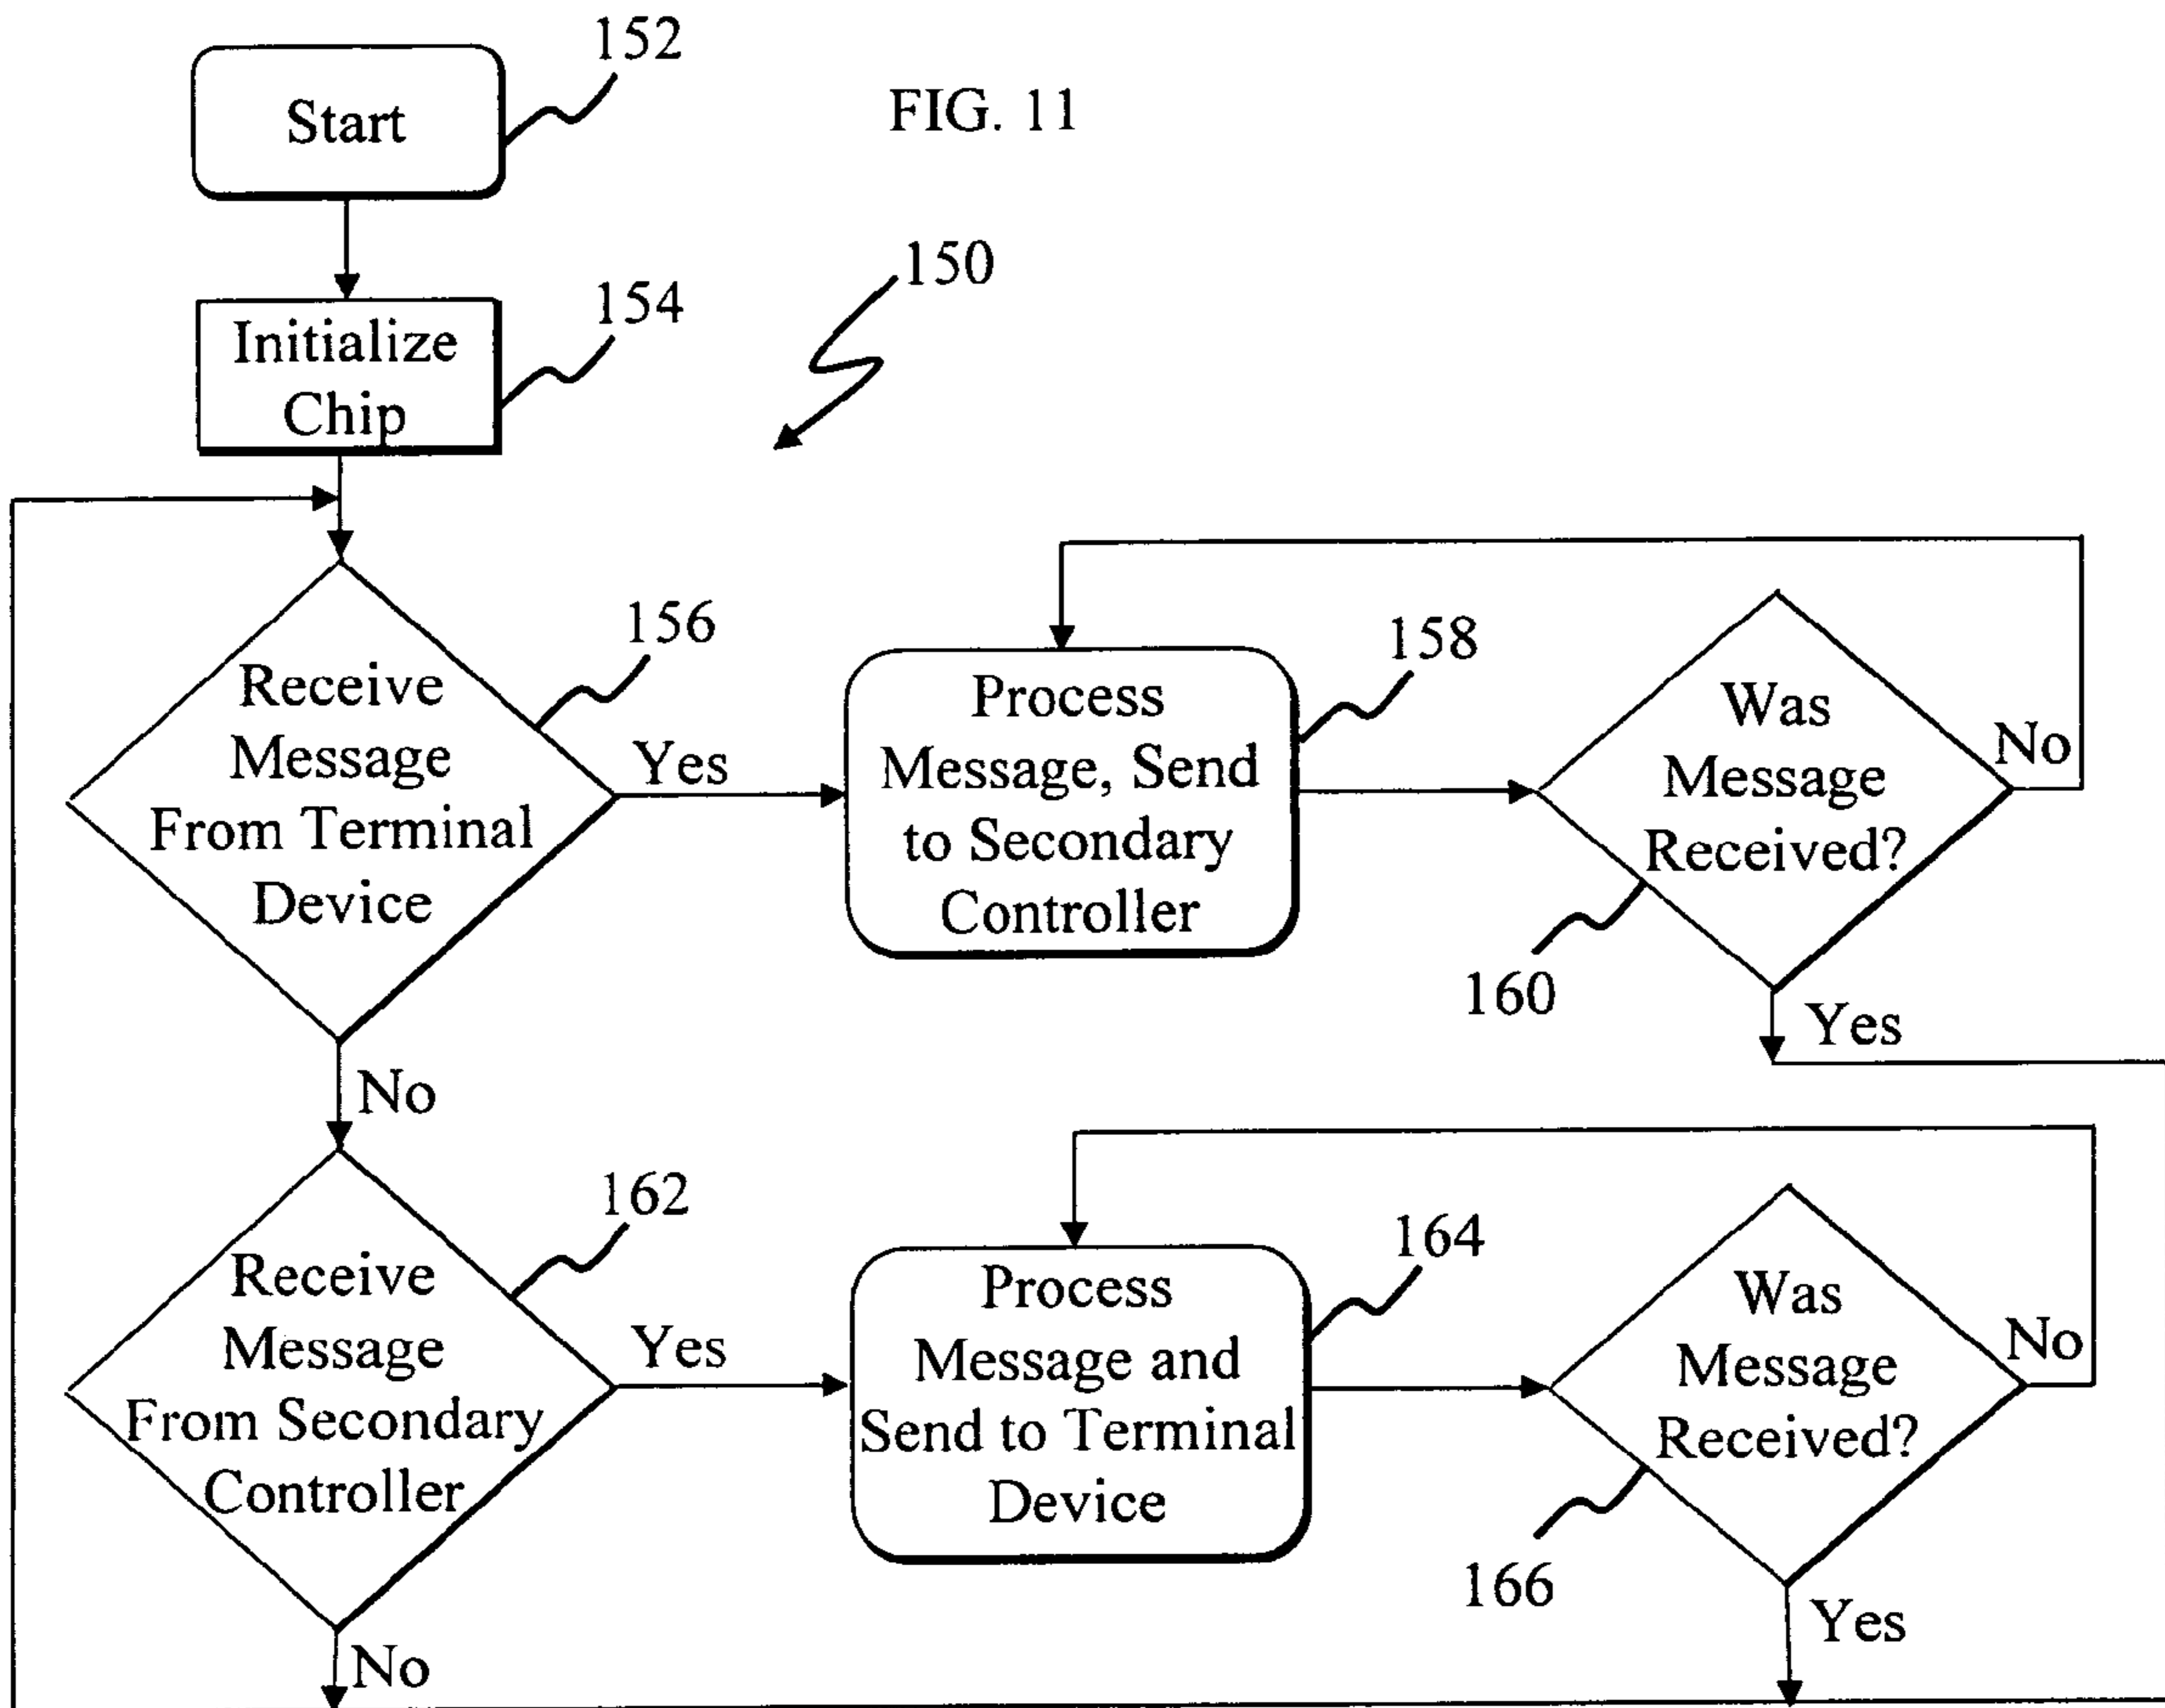 152
Start
FIG. 11
150
154
Initialize
Chip
156
Receive
Message
From Terminal
Device
Yes
158
Process
Message, Send
to Secondary
Controller
Was
Message
Received?
No
160
Yes
No
162
Receive
Message
From Secondary
Controller
Yes
164
Process
Message and
Send to Terminal
Device
Was
Message
Received?
No
166
Yes
No